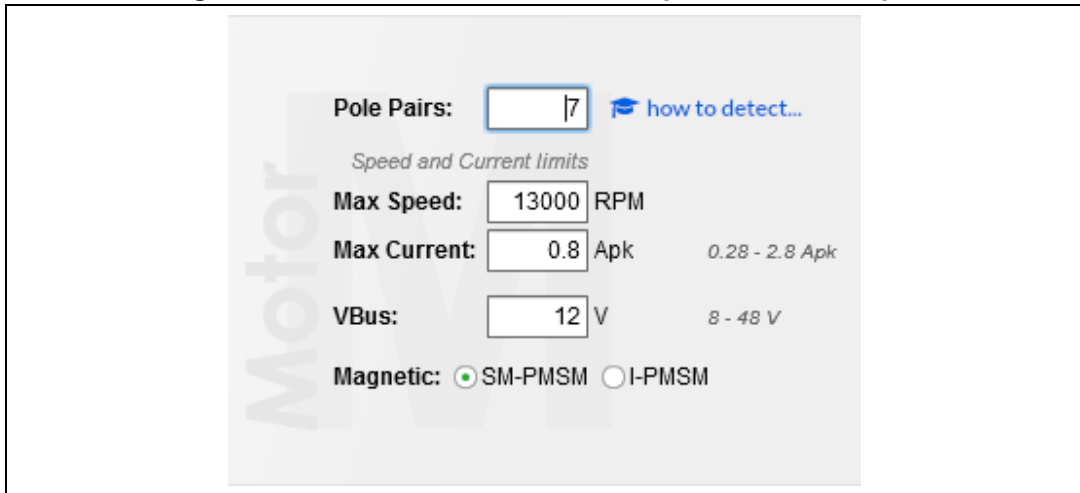 Motor
Pole Pairs: 7 how to detect...
Speed and Current limits
Max Speed: 13000 RPM
Max Current: 0.8 Apk 0.28 - 2.8 Apk
VBus: 12 V 8 - 48 V
Magnetic: SM-PMSM I-PMSM